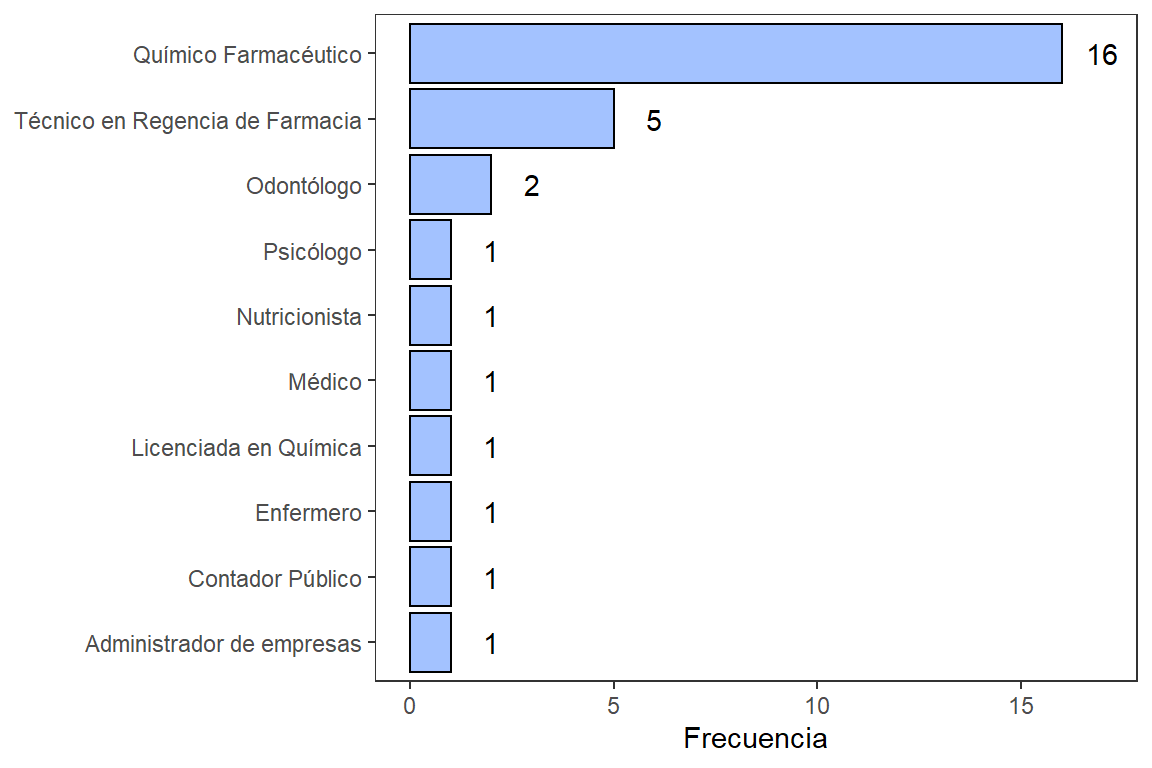 Químico Farmacéutico 16
Técnico en Regencia de Farmacia 5
Odontólogo 2
Psicólogo 1
Nutricionista 1
Médico 1
Licenciada en Química 1
Enfermero 1
Contador Público 1
Administrador de empresas 1
0 5 10 15
Frecuencia